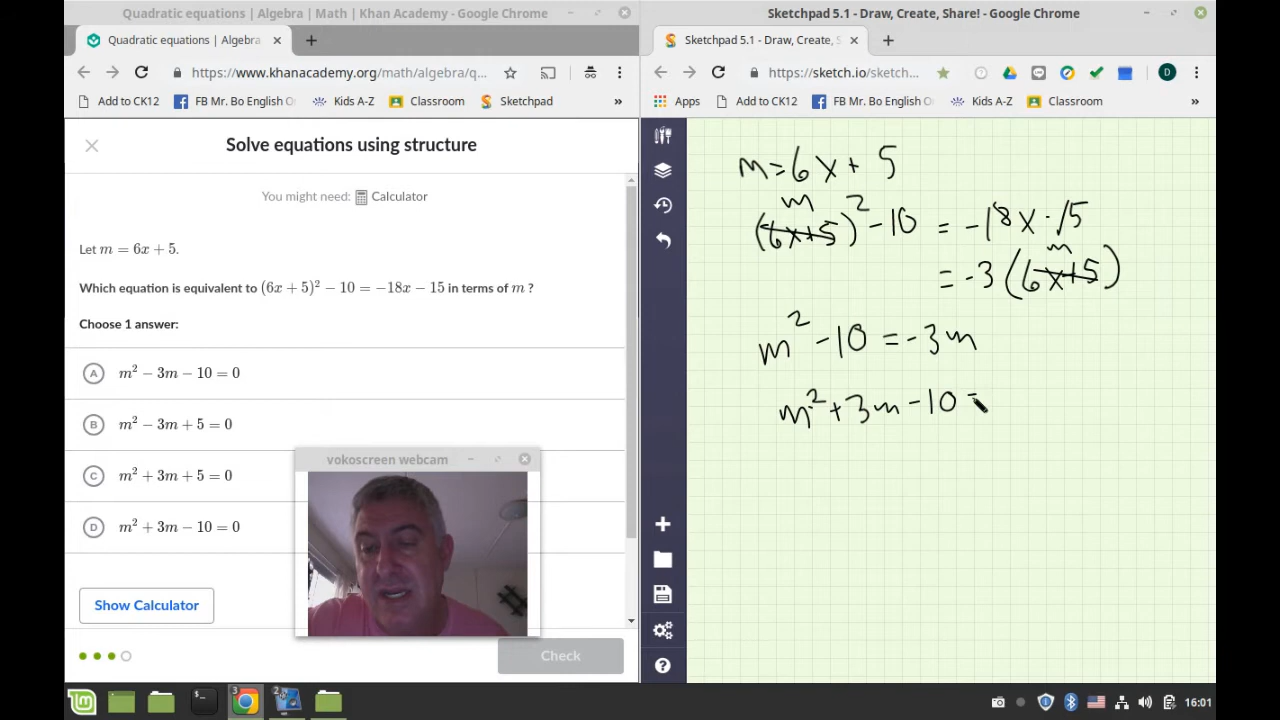 Quadratic equations | Algebra | Math | Khan Academy - Google Chrome
Quadratic equations | Algebra
https://www.khanacademy.org/math/algebra/q...
Add to CK12 FB Mr. Bo English O Kids A-Z Classroom Sketchpad »
Solve equations using structure
You might need: Calculator
Let m = 6x + 5.
Which equation is equivalent to (6x + 5)² − 10 = −18x − 15 in terms of m ?
Choose 1 answer:
A m² − 3m − 10 = 0
B m² − 3m + 5 = 0
C m² + 3m + 5 = 0
D m² + 3m − 10 = 0
Show Calculator
Check
vokoscreen webcam
Sketchpad 5.1 - Draw, Create, Share! - Google Chrome
Sketchpad 5.1 - Draw, Create, S
https://sketch.io/sketch...
D
Apps Add to CK12 FB Mr. Bo English O Kids A-Z Classroom »
m=6x+5
m
(6x+5)²-10 = -18x-15
m
= -3(6x+5)
m²-10=-3m
m²+3m-10=
3 2 16:01